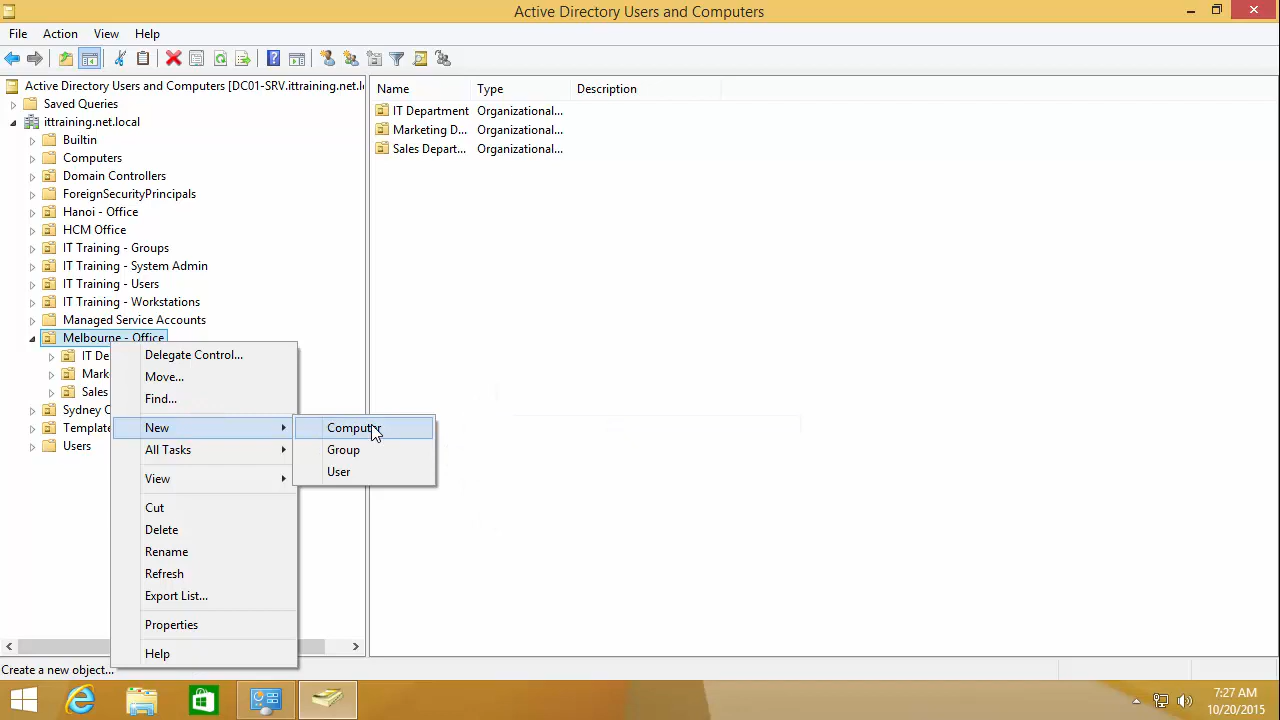 Active Directory Users and Computers
File Action View Help
Active Directory Users and Computers [DC01-SRV.ittraining.net.l
Saved Queries
ittraining.net.local
Builtin
Computers
Domain Controllers
ForeignSecurityPrincipals
Hanoi - Office
HCM Office
IT Training - Groups
IT Training - System Admin
IT Training - Users
IT Training - Workstations
Managed Service Accounts
Melbourne - Office
IT De
Mark
Sales
Sydney O
Template
Users
Name Type Description
IT Department Organizational...
Marketing D... Organizational...
Sales Depart... Organizational...
Delegate Control...
Move...
Find...
New
All Tasks
View
Cut
Delete
Rename
Refresh
Export List...
Properties
Help
Computer
Group
User
Create a new object...
7:27 AM
10/20/2015